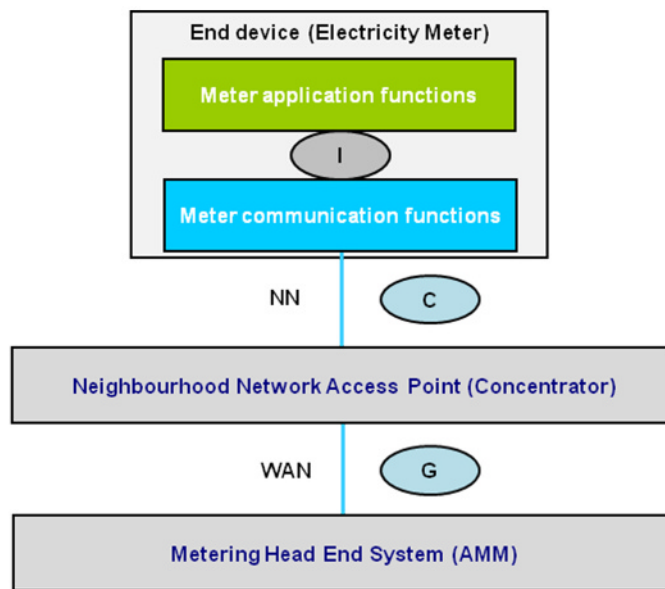 End device (Electricity Meter)
Meter application functions
I
Meter communication functions
NN
C
Neighbourhood Network Access Point (Concentrator)
WAN
G
Metering Head End System (AMM)